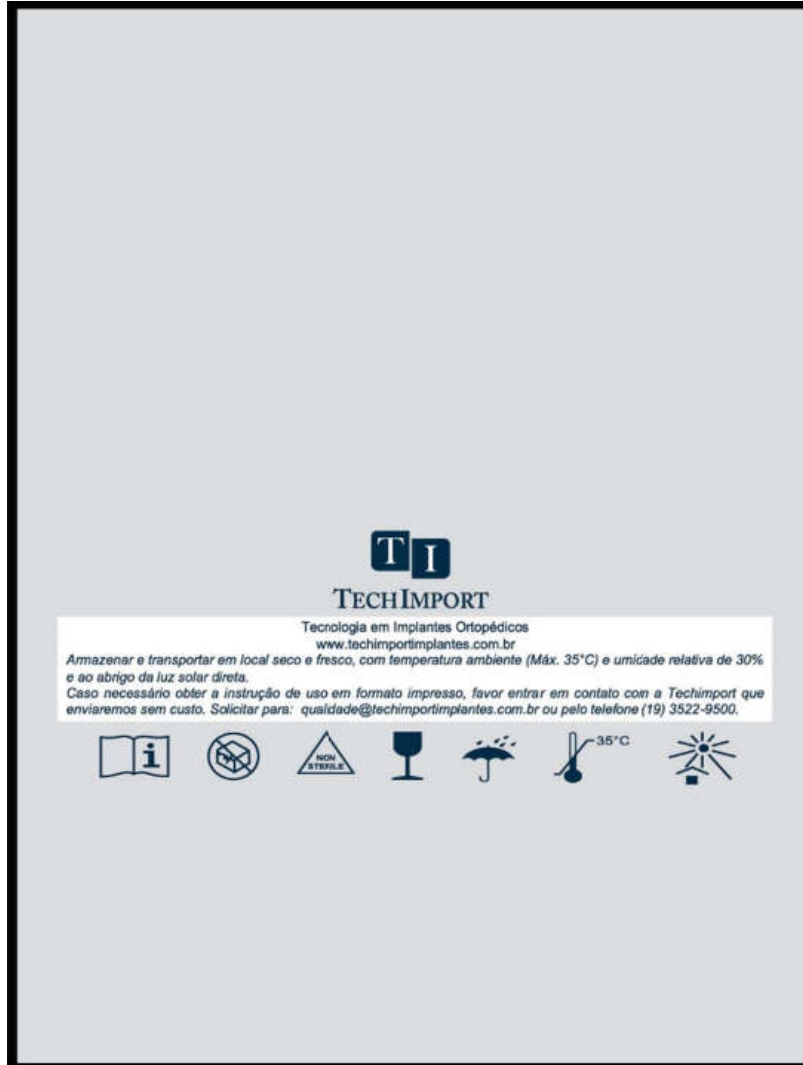 T I
TECHIMPORT
Tecnologia em Implantes Ortopédicos
www.techimportimplantes.com.br
Armazenar e transportar em local seco e fresco, com temperatura ambiente (Máx. 35°C) e umidade relativa de 30%
e ao abrigo da luz solar direta.
Caso necessário obter a instrução de uso em formato impresso, favor entrar em contato com a Techimport que
enviaremos sem custo. Solicitar para: qualdade@techimportimplantes.com.br ou pelo telefone (19) 3522-9500.
i
NON
STERILE
35°C